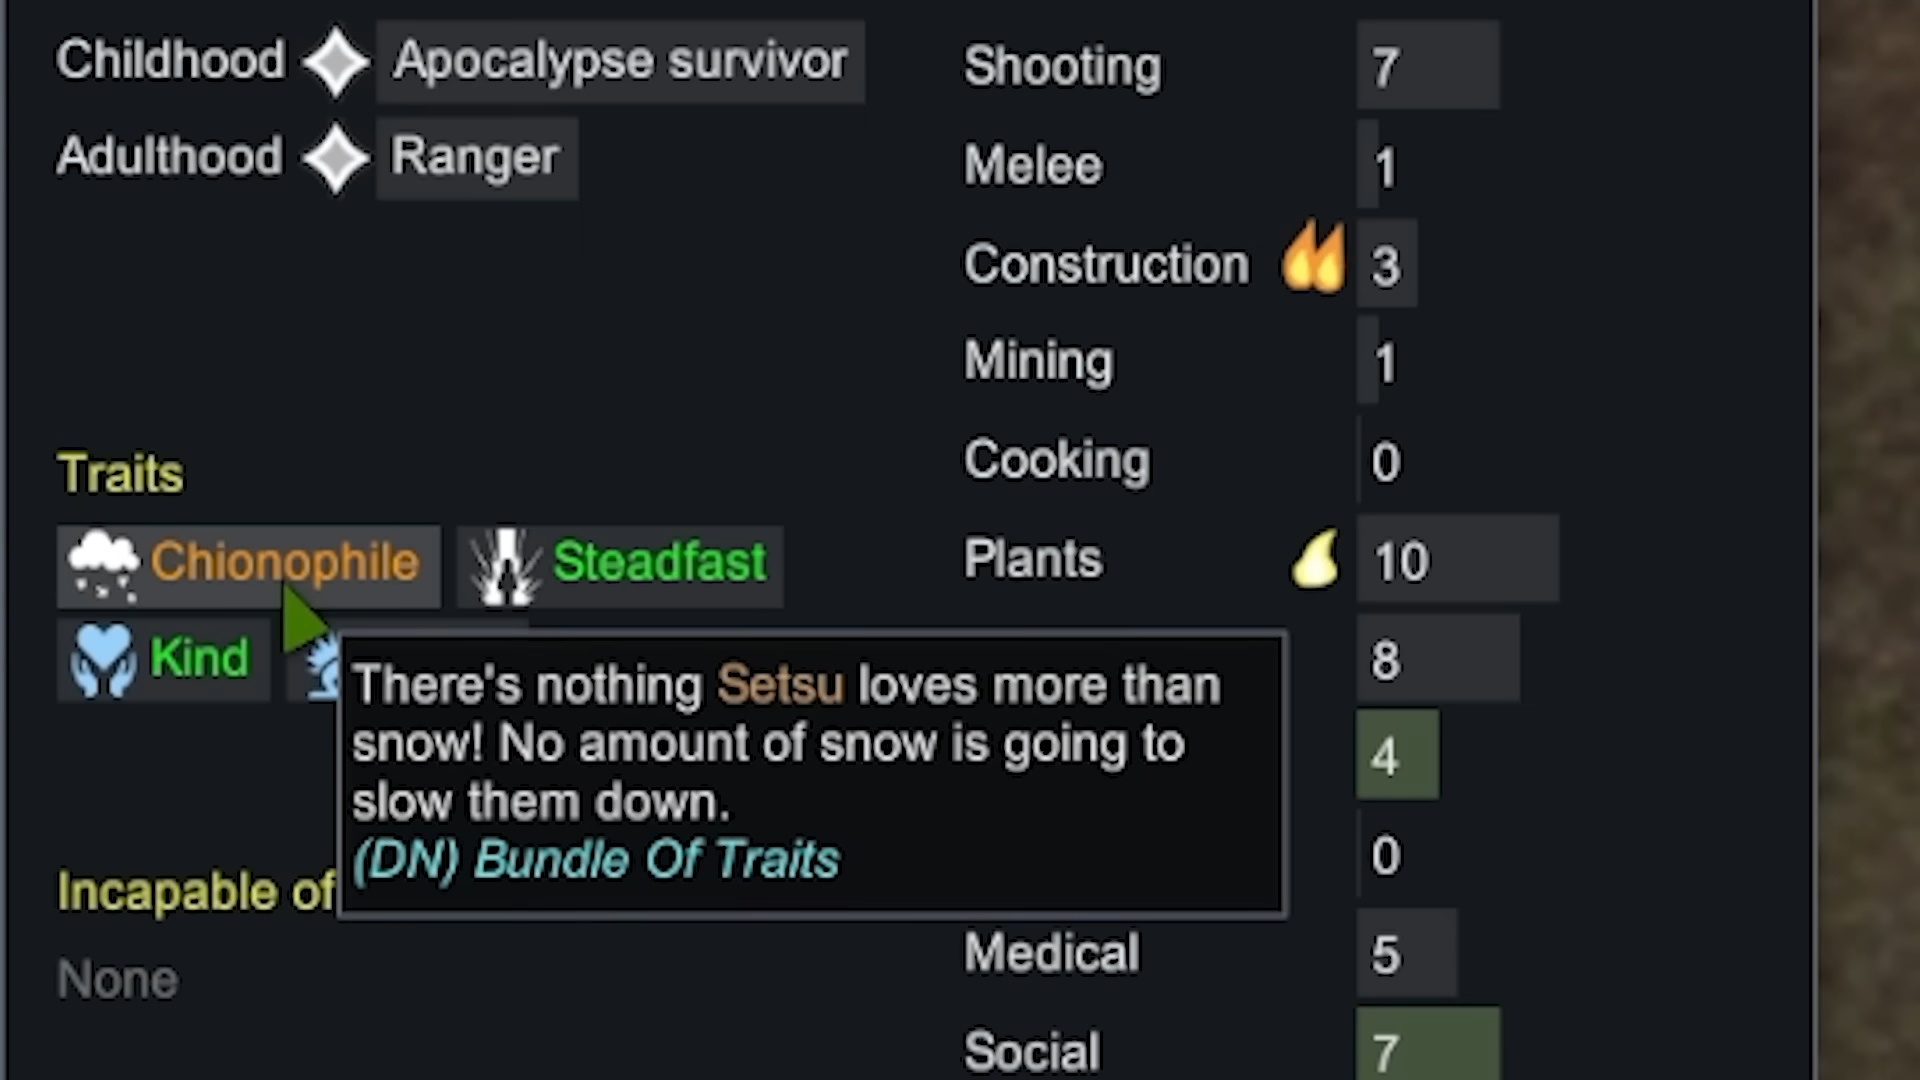 Childhood Apocalypse survivor
Adulthood Ranger
Traits
Chionophile Steadfast
Kind
There's nothing Setsu loves more than
snow! No amount of snow is going to
slow them down.
(DN) Bundle Of Traits
Incapable of
None
Shooting 7
Melee 1
Construction 3
Mining 1
Cooking 0
Plants 10
8
4
0
Medical 5
Social 7